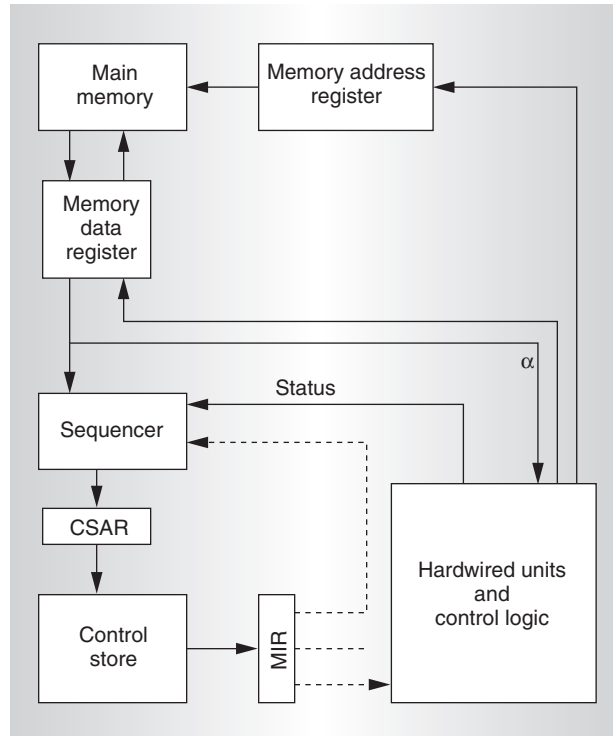 Main
memory
Memory address
register
Memory
data
register
α
Status
Sequencer
CSAR
Hardwired units
and
control logic
Control
store
MIR